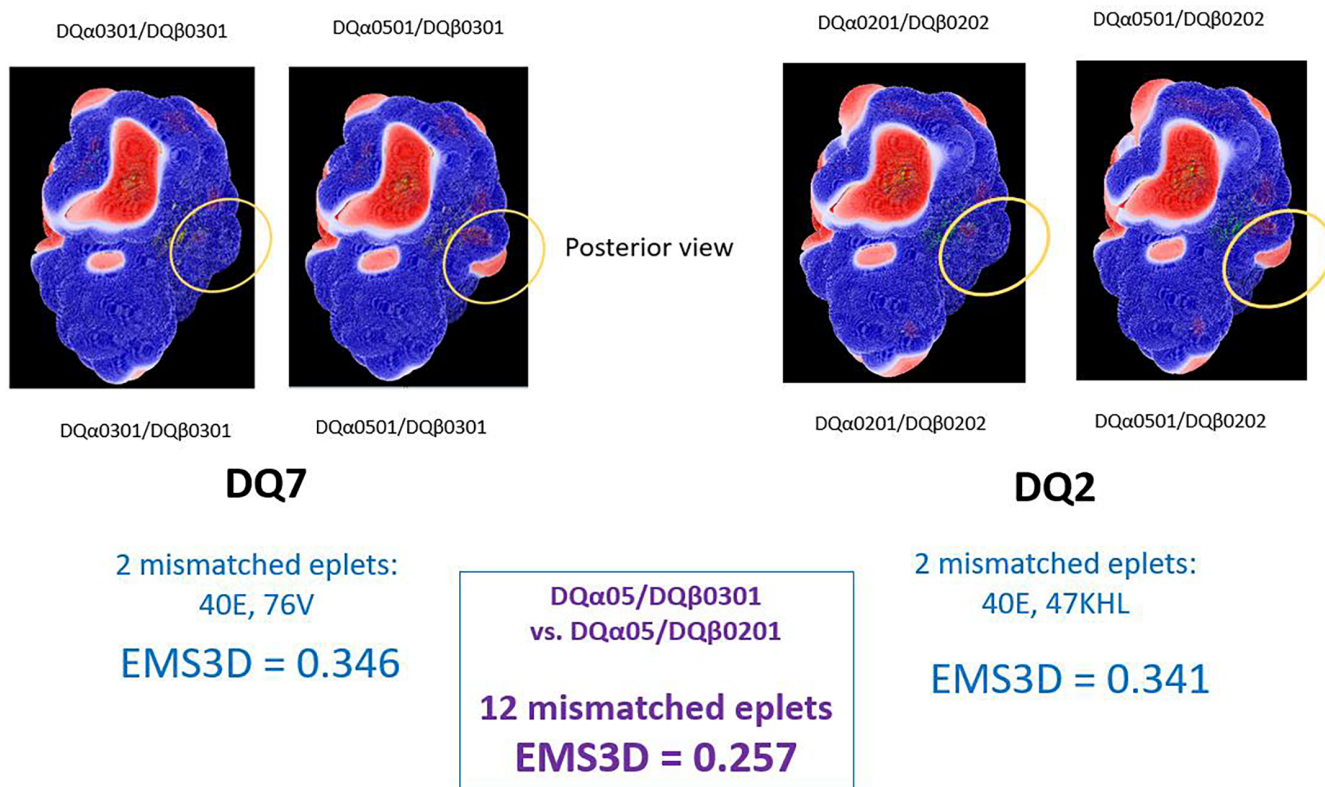 DQα0301/DQβ0301
DQα0501/DQβ0301
DQα0201/DQβ0202
DQα0501/DQβ0202
Posterior view
DQα0301/DQβ0301
DQα0501/DQβ0301
DQα0201/DQβ0202
DQα0501/DQβ0202
DQ7
DQ2
2 mismatched eplets:
40E, 76V
EMS3D = 0.346
DQα05/DQβ0301
vs. DQα05/DQβ0201
12 mismatched eplets
EMS3D = 0.257
2 mismatched eplets:
40E, 47KHL
EMS3D = 0.341